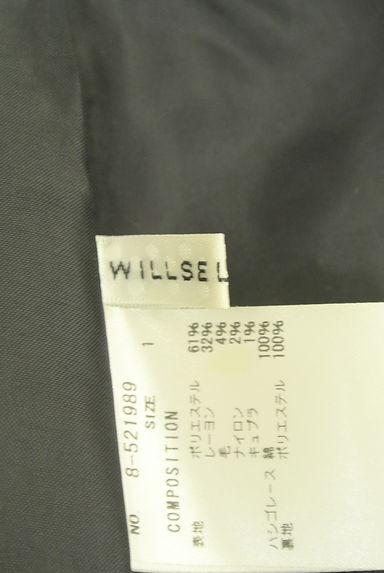 WILLSEL
NO. 8-521989
SIZE 1
COMPOSITION
表地 ポリエステル 61%
レーヨン 32%
毛 4%
ナイロン 2%
キュプラ 1%
ハシゴレース 綿 100%
裏地 ポリエステル 100%